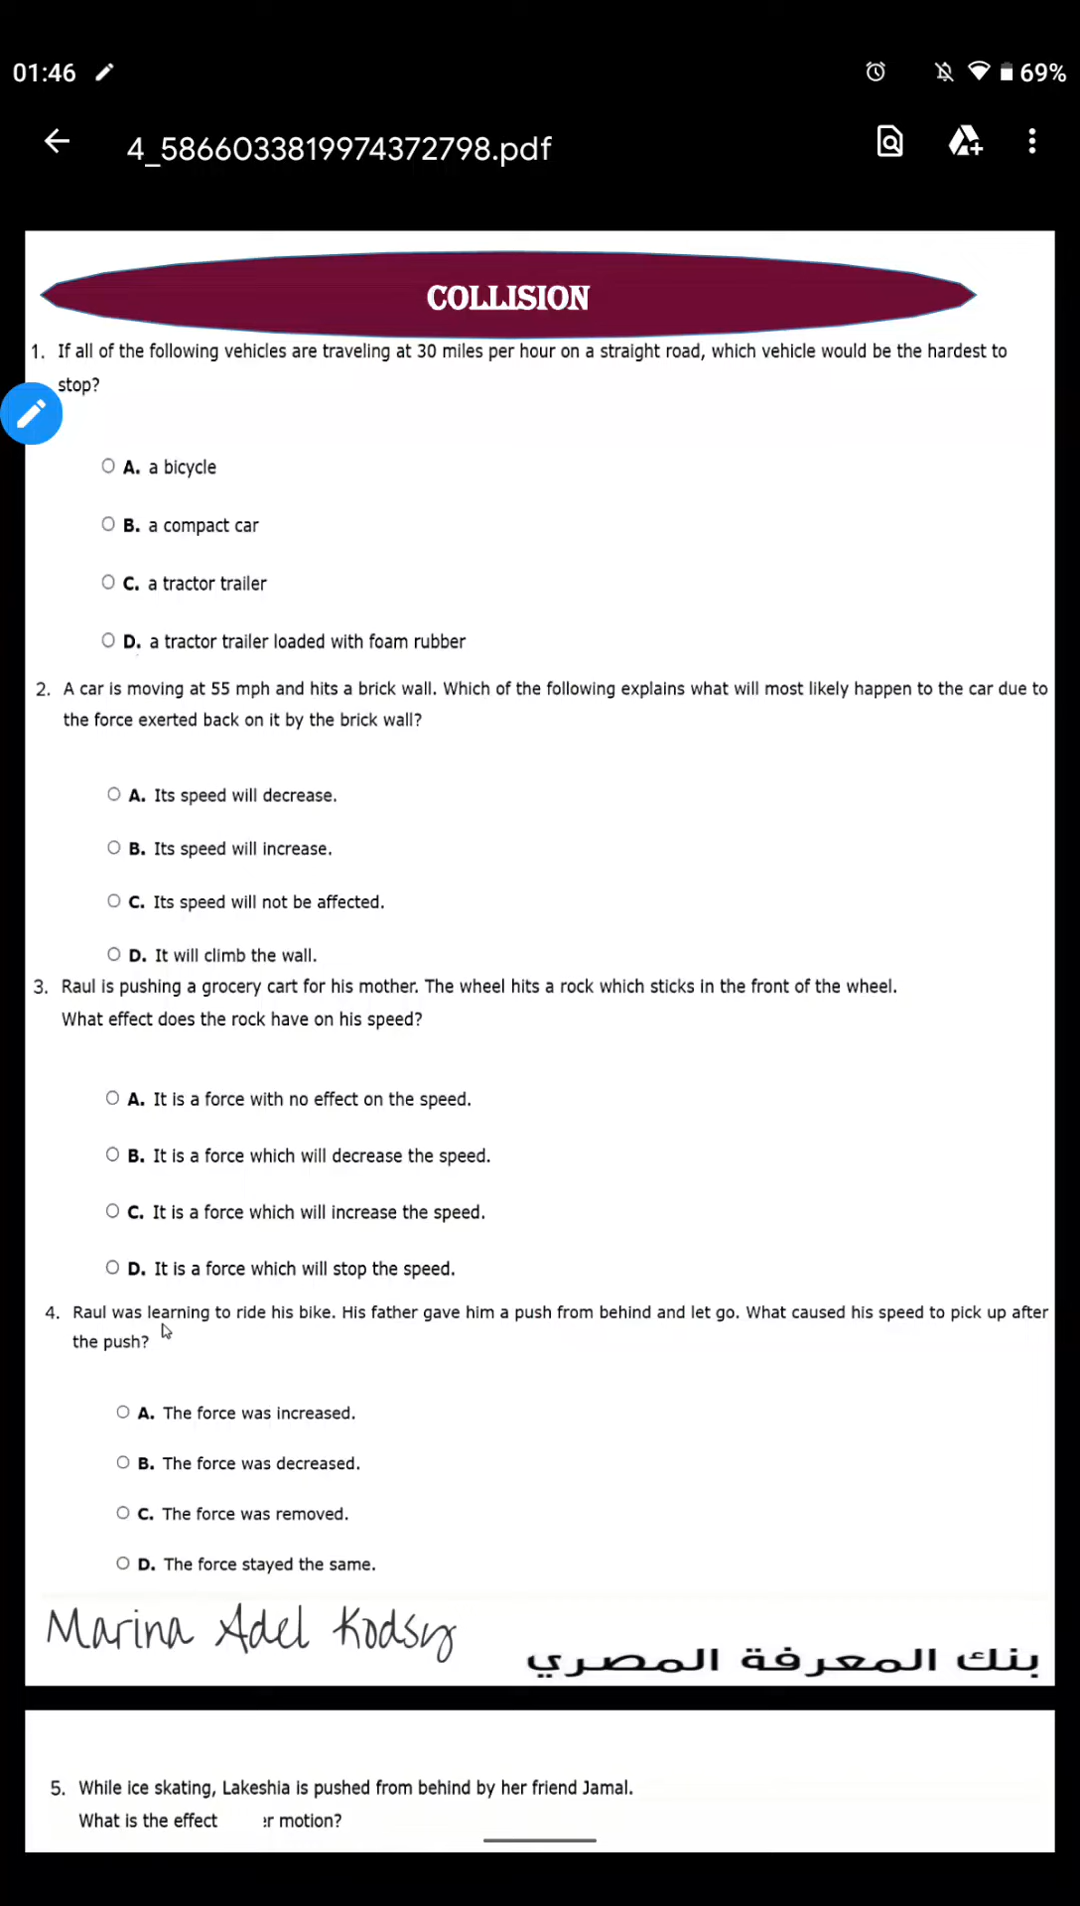 01:46 69%
4_5866033819974372798.pdf
COLLISION
1. If all of the following vehicles are traveling at 30 miles per hour on a straight road, which vehicle would be the hardest to
stop?
A. a bicycle
B. a compact car
C. a tractor trailer
D. a tractor trailer loaded with foam rubber
2. A car is moving at 55 mph and hits a brick wall. Which of the following explains what will most likely happen to the car due to
the force exerted back on it by the brick wall?
A. Its speed will decrease.
B. Its speed will increase.
C. Its speed will not be affected.
D. It will climb the wall.
3. Raul is pushing a grocery cart for his mother. The wheel hits a rock which sticks in the front of the wheel.
What effect does the rock have on his speed?
A. It is a force with no effect on the speed.
B. It is a force which will decrease the speed.
C. It is a force which will increase the speed.
D. It is a force which will stop the speed.
4. Raul was learning to ride his bike. His father gave him a push from behind and let go. What caused his speed to pick up after
the push?
A. The force was increased.
B. The force was decreased.
C. The force was removed.
D. The force stayed the same.
Marina Adel Kodsy
بنك المعرفة المصري
5. While ice skating, Lakeshia is pushed from behind by her friend Jamal.
What is the effect er motion?